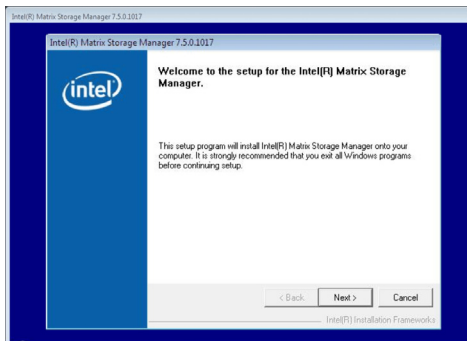 Intel(R) Matrix Storage Manager 7.5.0.1017
Intel(R) Matrix Storage Manager 7.5.0.1017
intel
Welcome to the setup for the Intel(R) Matrix Storage
Manager.
This setup program will install Intel(R) Matrix Storage Manager onto your
computer. It is strongly recommended that you exit all Windows programs
before continuing setup.
< Back
Next >
Cancel
Intel(R) Installation Frameworks